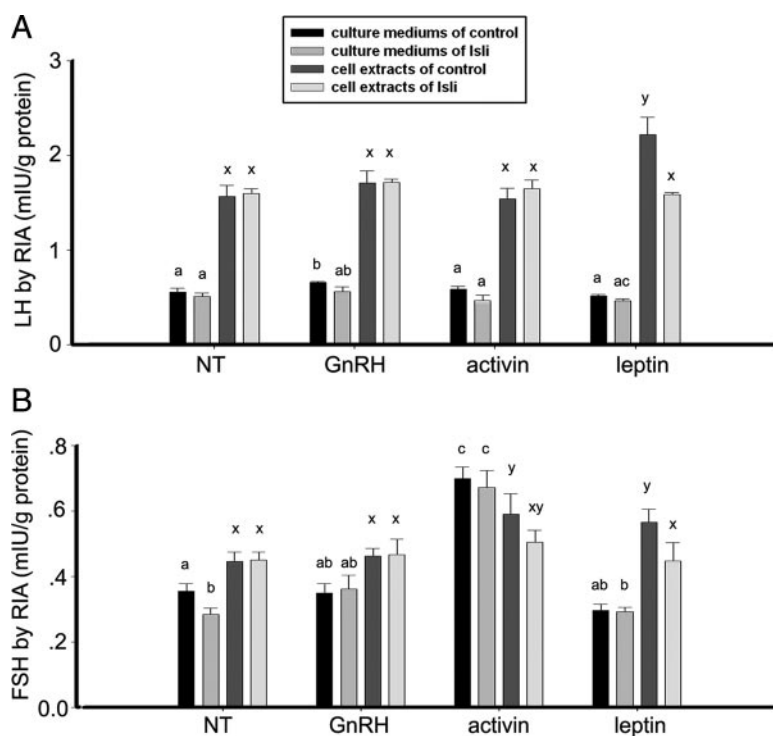 A
culture mediums of control
culture mediums of Isli
cell extracts of control
cell extracts of Isli
LH by RIA (mIU/g protein)
3
2
1
0
a a x x
b ab x x
a a x x
a ac y x
NT GnRH activin leptin
B
FSH by RIA (mIU/g protein)
.8
.6
.4
.2
0.0
a b x x
ab ab x x
c c y xy
ab b y x
NT GnRH activin leptin